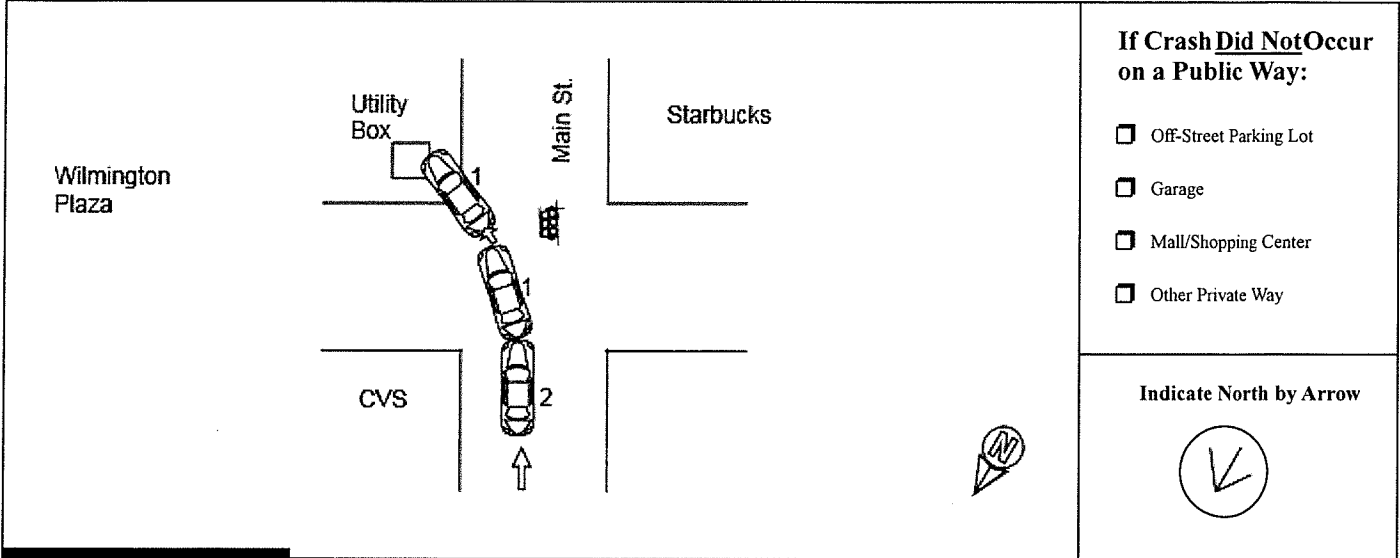 Utility
Box
Main St.
Starbucks
Wilmington
Plaza
1
1
CVS
2
N
If Crash Did Not Occur
on a Public Way:
Off-Street Parking Lot
Garage
Mall/Shopping Center
Other Private Way
Indicate North by Arrow